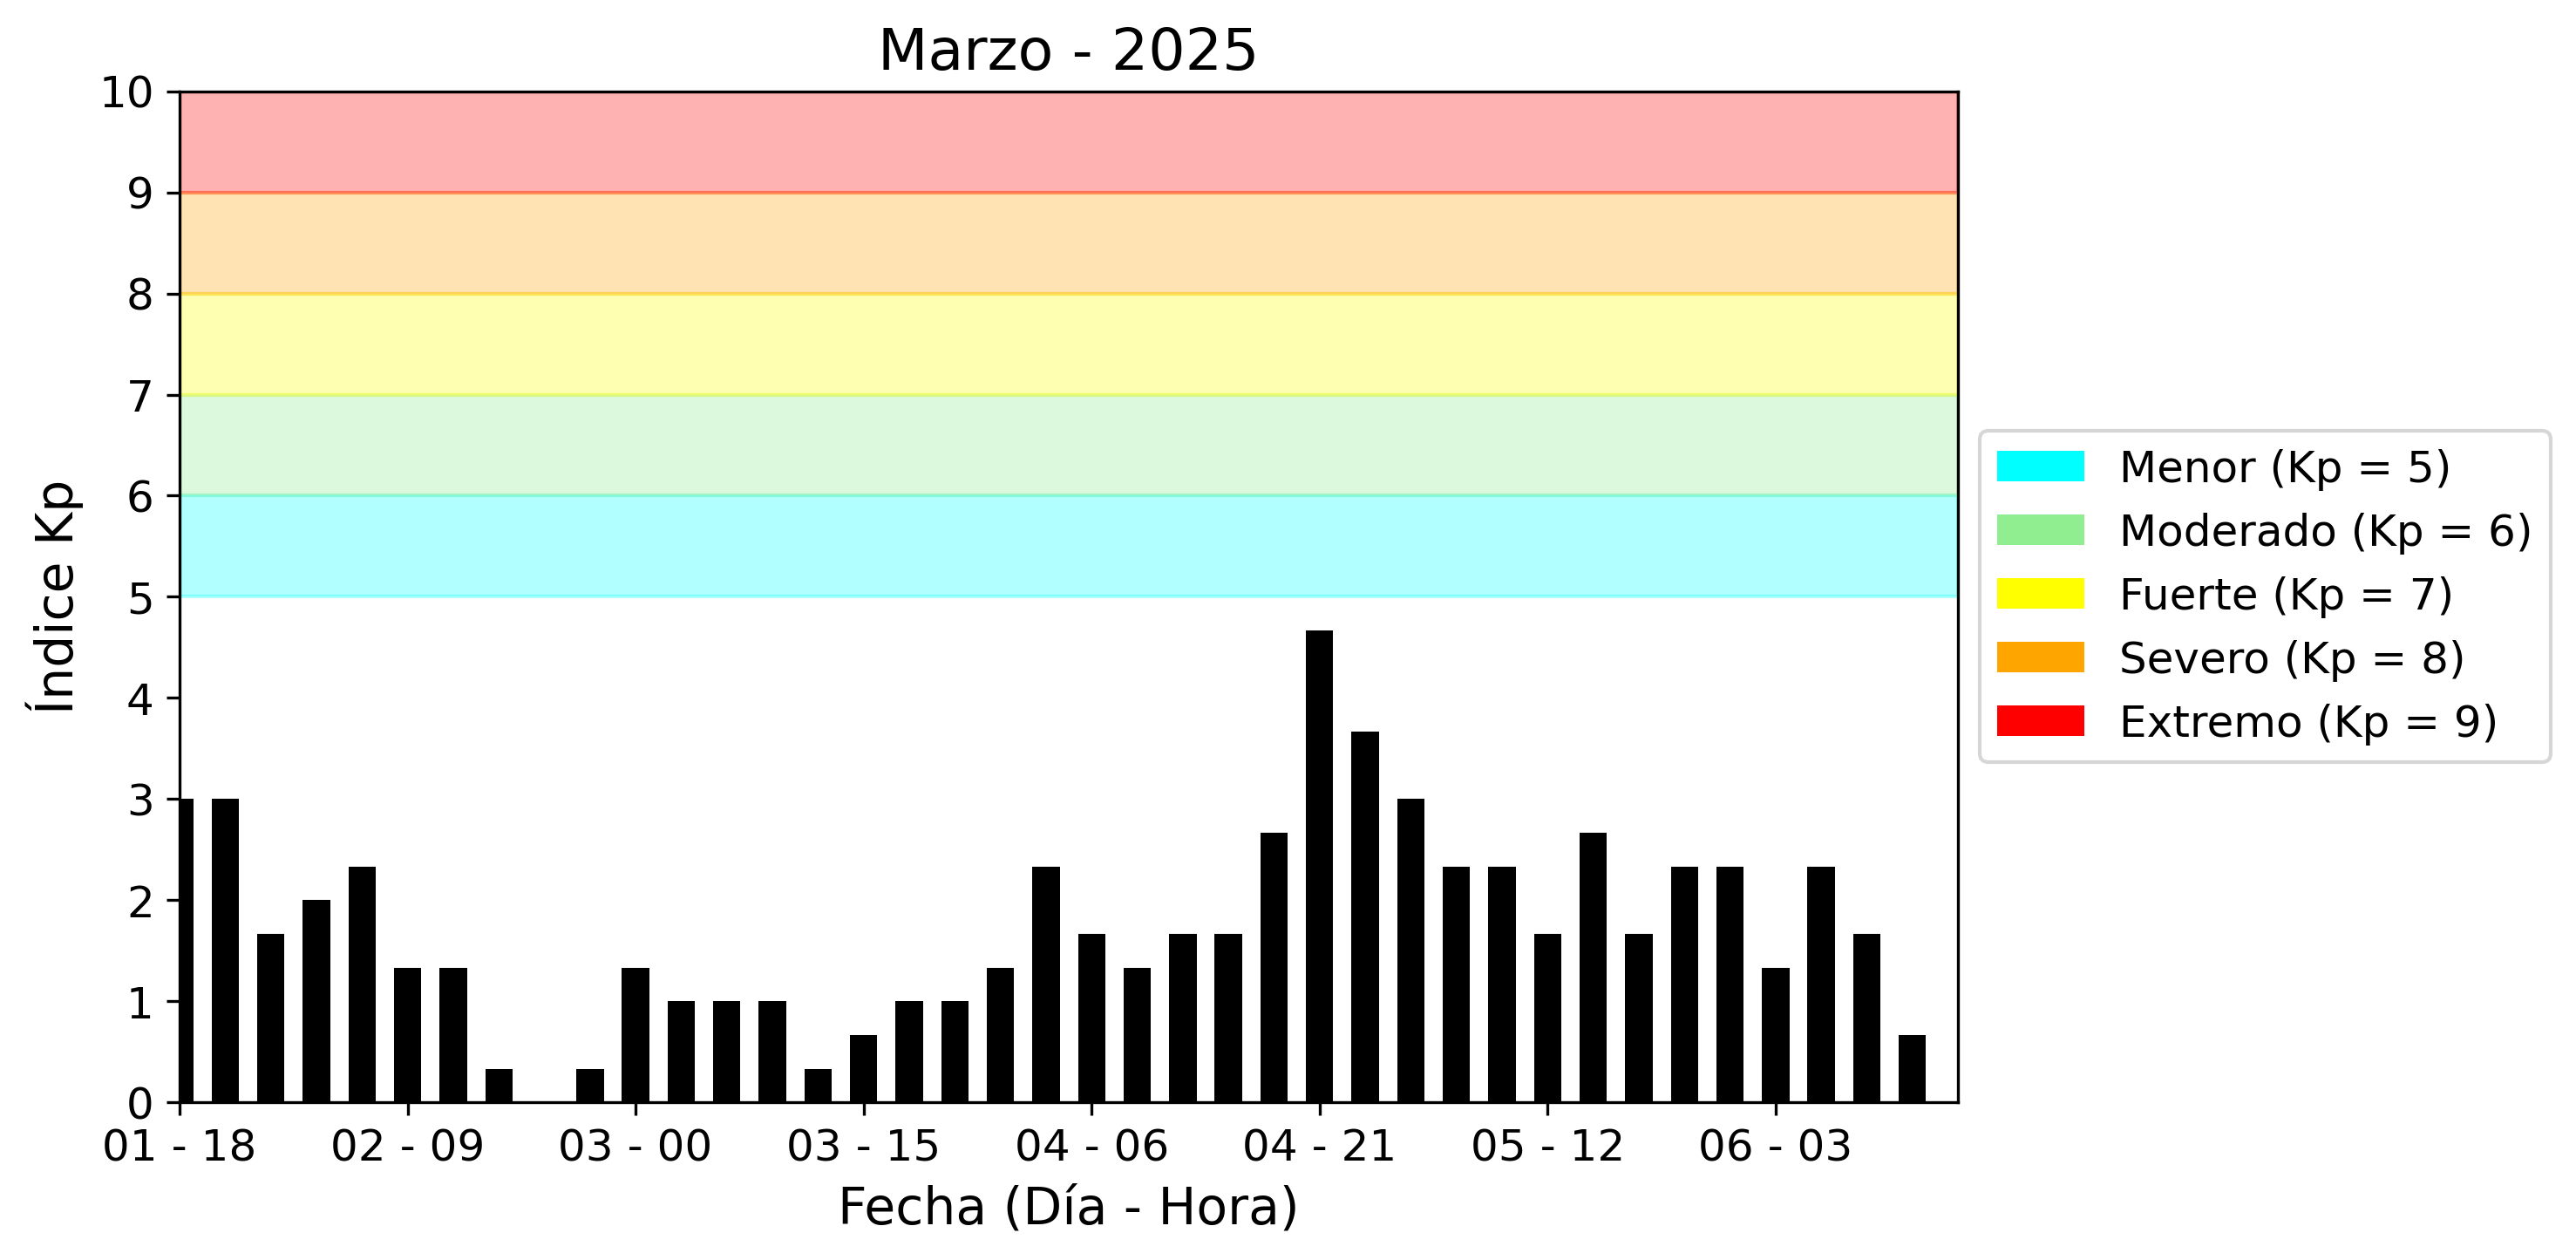 Marzo - 2025
10
9
8
7
6
5
4
3
2
1
0
Índice Kp
01 - 18
02 - 09
03 - 00
03 - 15
04 - 06
04 - 21
05 - 12
06 - 03
Fecha (Día - Hora)
Menor (Kp = 5)
Moderado (Kp = 6)
Fuerte (Kp = 7)
Severo (Kp = 8)
Extremo (Kp = 9)